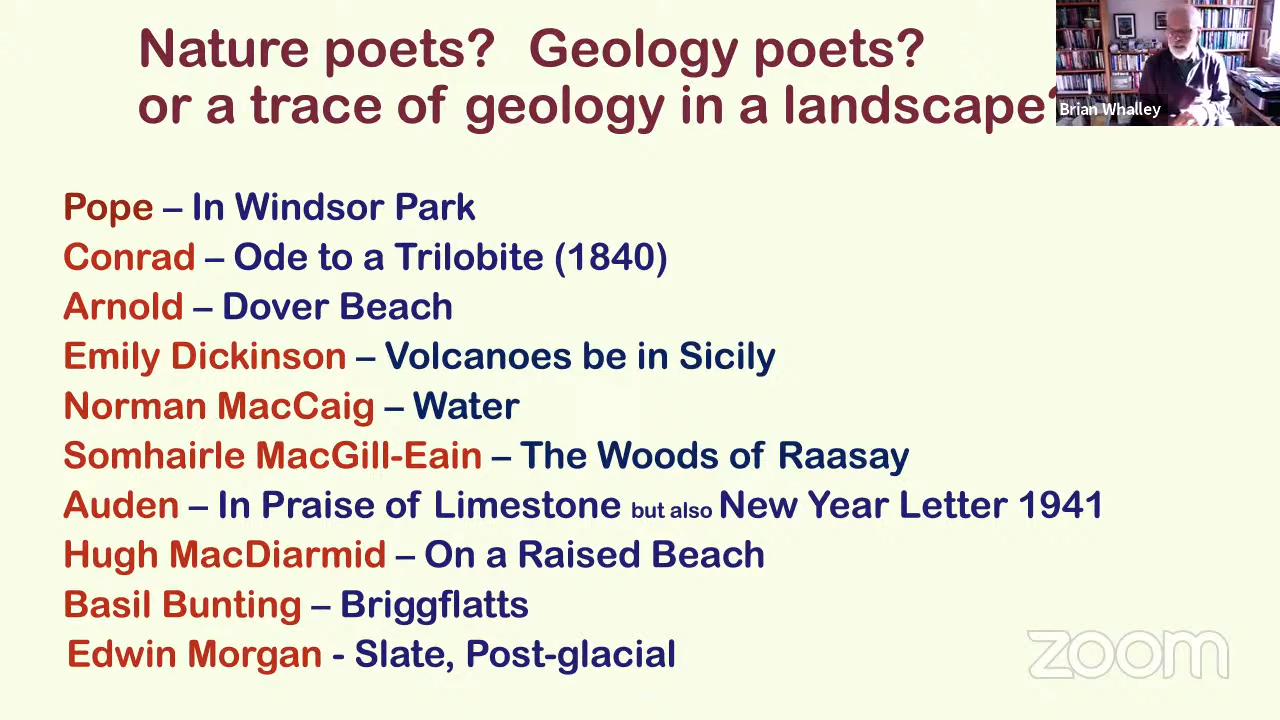 Nature poets? Geology poets?
or a trace of geology in a landscape?
Brian Whalley
Pope – In Windsor Park
Conrad – Ode to a Trilobite (1840)
Arnold – Dover Beach
Emily Dickinson – Volcanoes be in Sicily
Norman MacCaig – Water
Somhairle MacGill-Eain – The Woods of Raasay
Auden – In Praise of Limestone but also New Year Letter 1941
Hugh MacDiarmid – On a Raised Beach
Basil Bunting – Briggflatts
Edwin Morgan - Slate, Post-glacial
zoom